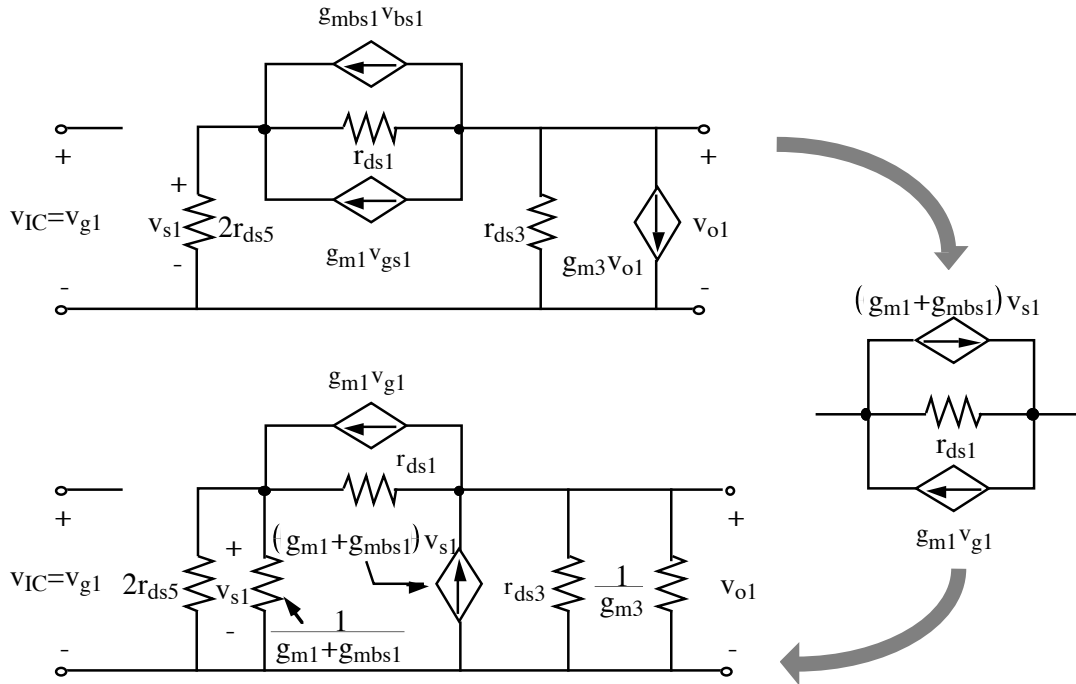 gmbs1vbs1
rds1
+
+
+
vIC=vg1
vs1
2rds5
rds3
vo1
gm1vgs1
gm3vo1
-
-
-
(gm1+gmbs1)vs1
rds1
gm1vg1
gm1vg1
rds1
+
+
(gm1+gmbs1)vs1
+
vIC=vg1
2rds5
vs1
rds3
1
gm3
vo1
-
-
-
1
gm1+gmbs1